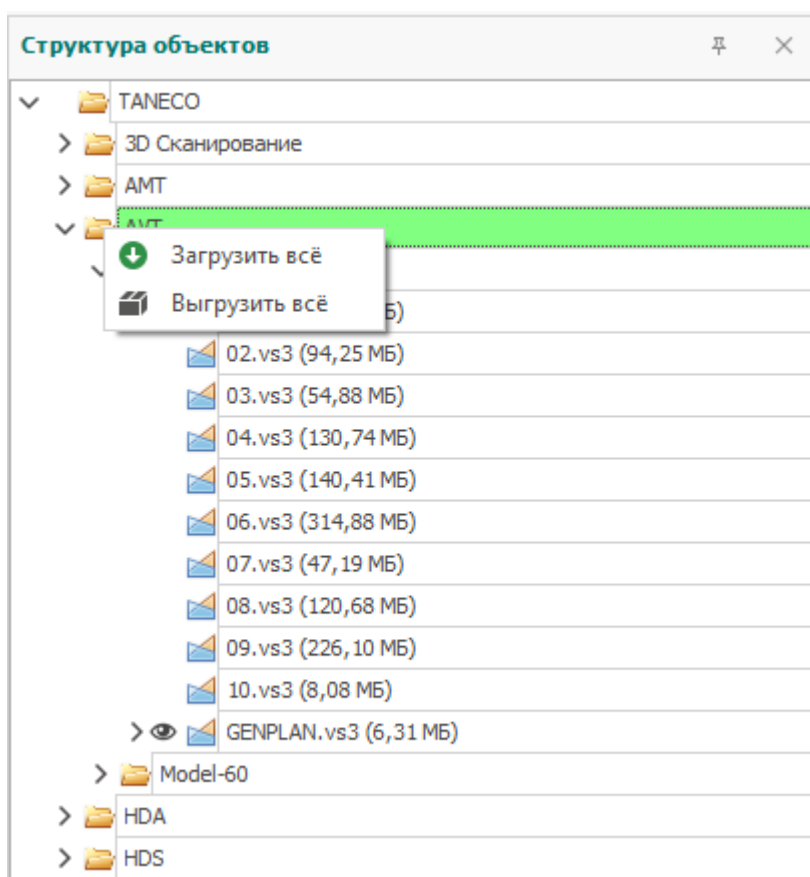 Структура объектов
TANECO
3D Сканирование
AMT
AVT
Загрузить всё
Выгрузить всё
Б)
02.vs3 (94,25 МБ)
03.vs3 (54,88 МБ)
04.vs3 (130,74 МБ)
05.vs3 (140,41 МБ)
06.vs3 (314,88 МБ)
07.vs3 (47,19 МБ)
08.vs3 (120,68 МБ)
09.vs3 (226,10 МБ)
10.vs3 (8,08 МБ)
GENPLAN.vs3 (6,31 МБ)
Model-60
HDA
HDS